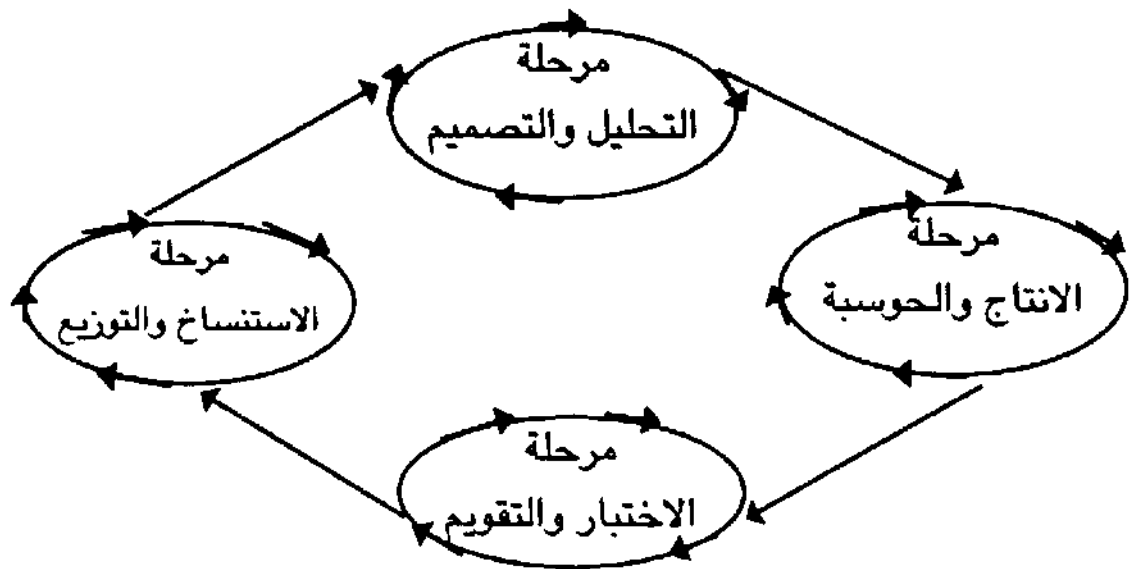 مرحلة
التحليل والتصميم
مرحلة
الانتاج والحوسبة
مرحلة
الاختبار والتقويم
مرحلة
الاستنساخ والتوزيع